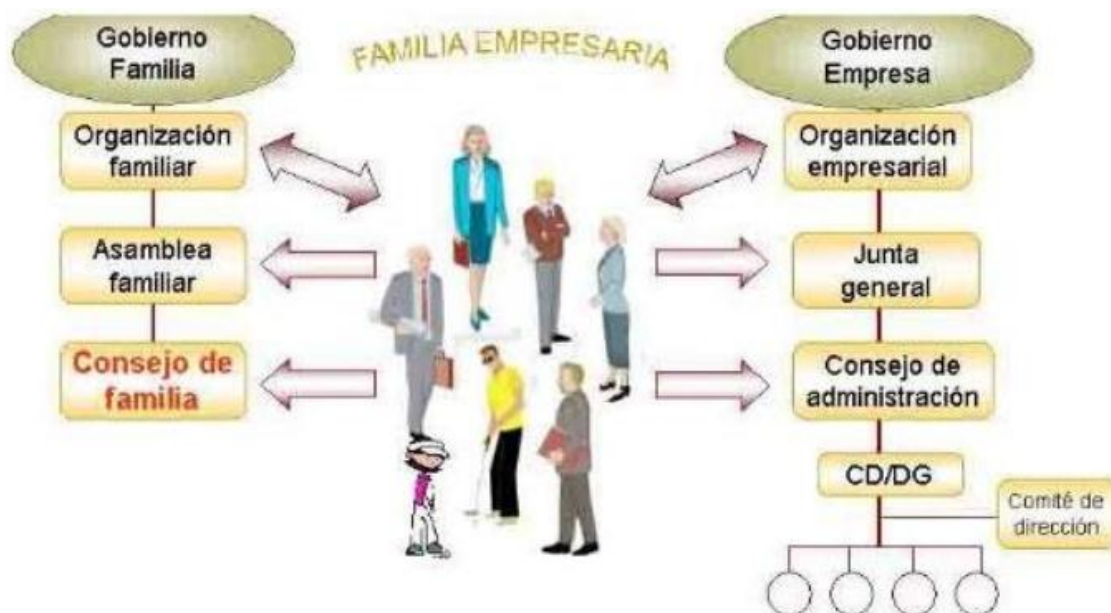 Gobierno
Familia
FAMILIA EMPRESARIA
Gobierno
Empresa
Organización
familiar
Organización
empresarial
Asamblea
familiar
Junta
general
Consejo de
familia
Consejo de
administración
CD/DG
Comité de
dirección